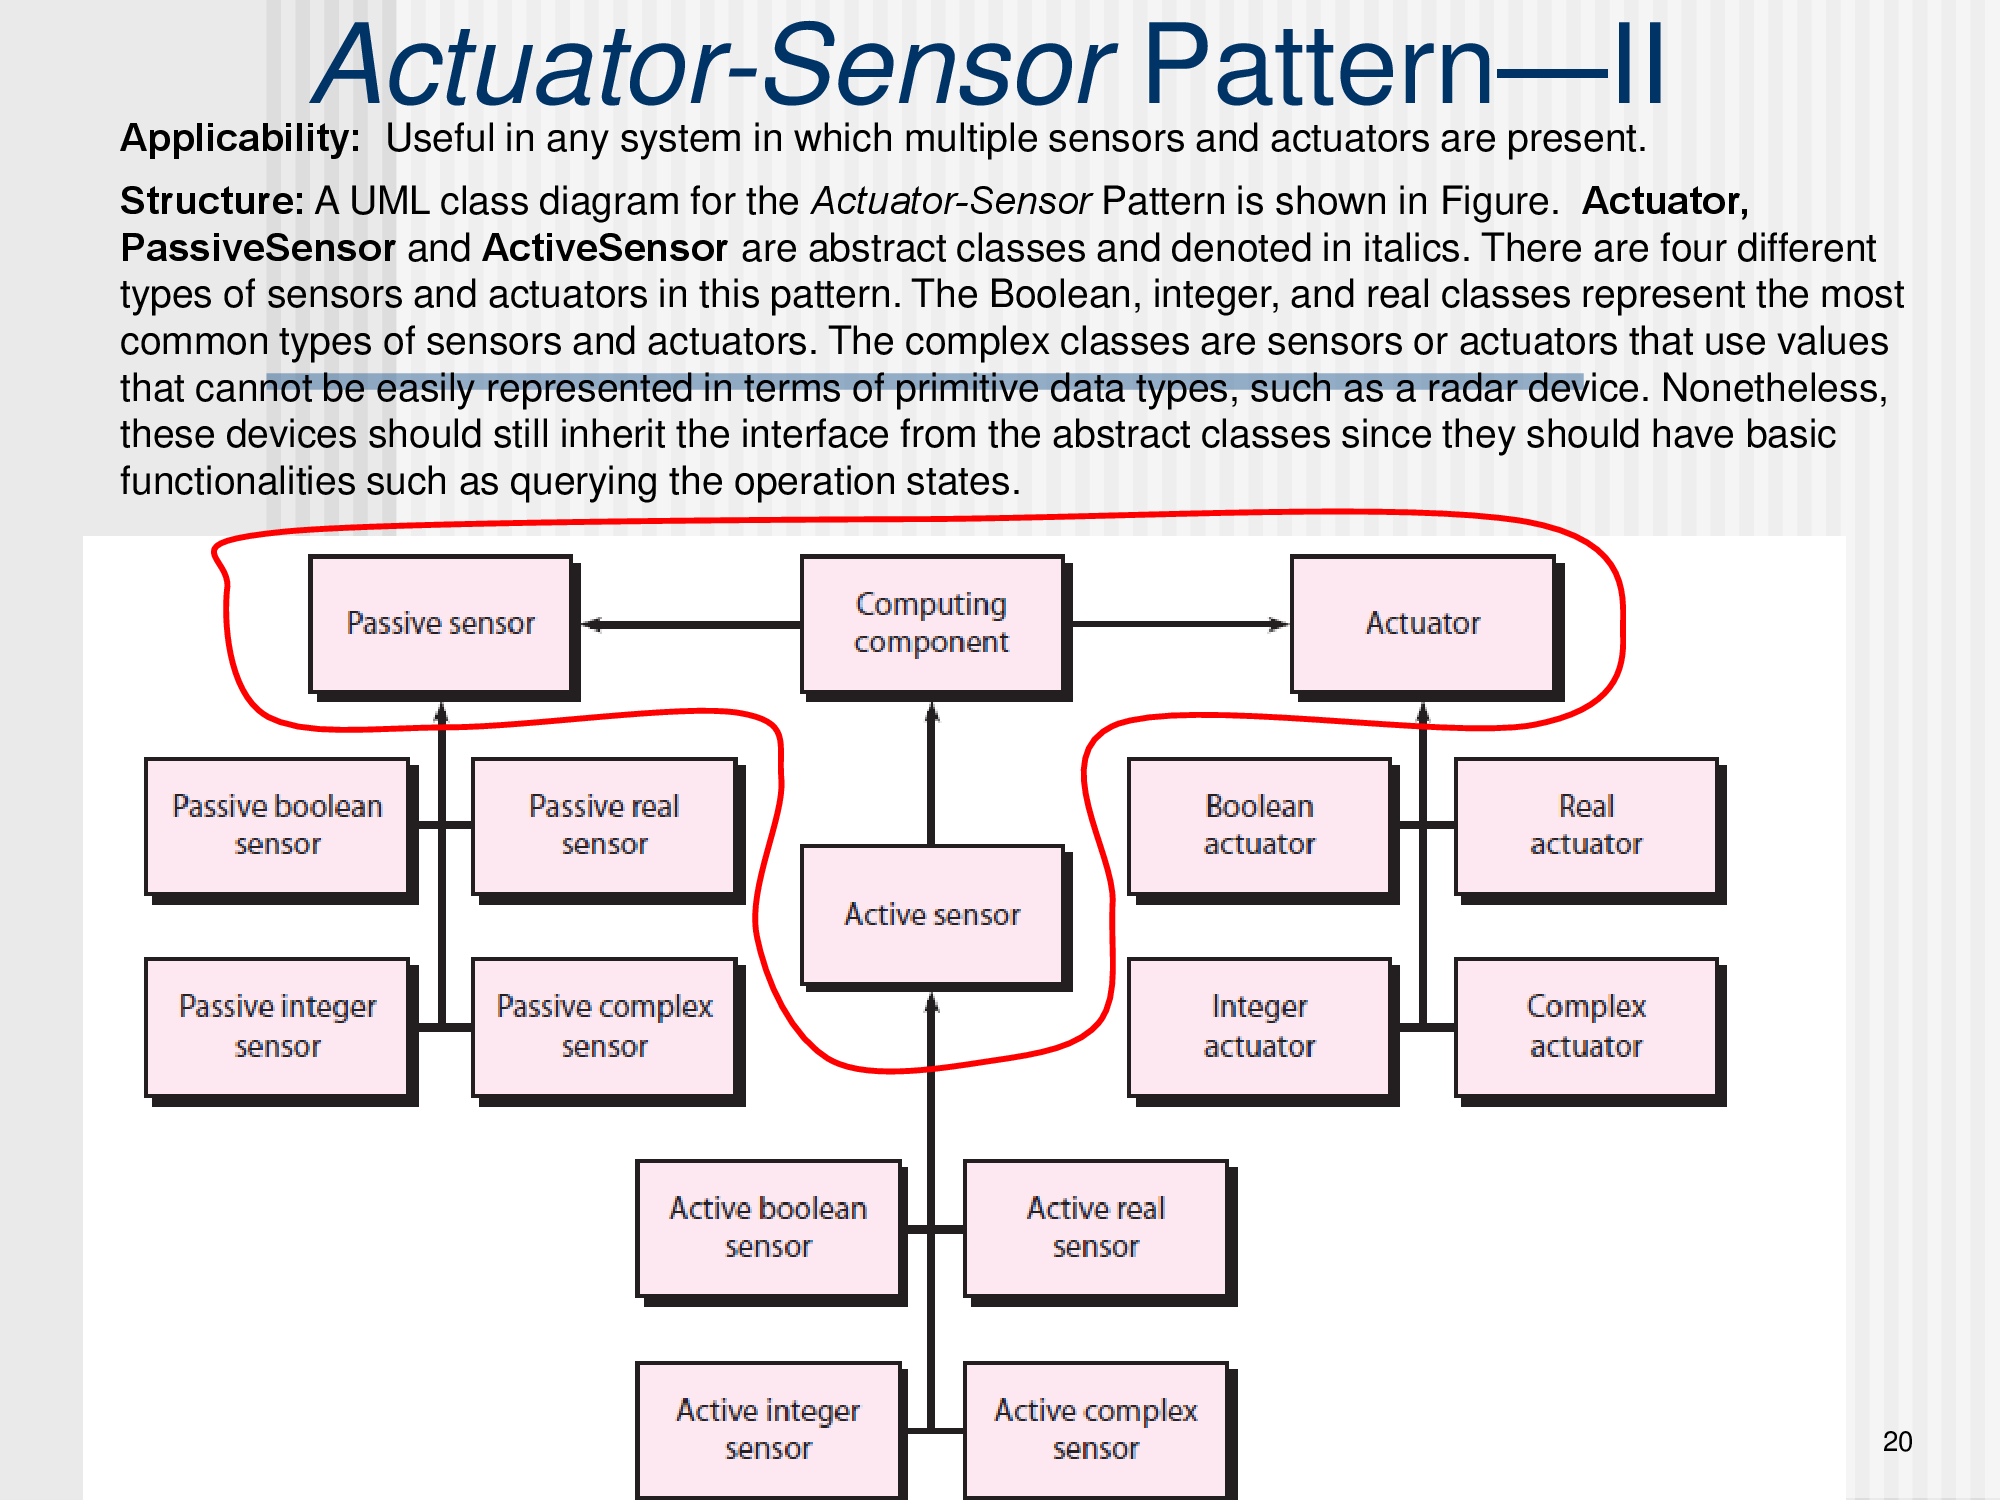 Actuator-Sensor Pattern—II
Applicability: Useful in any system in which multiple sensors and actuators are present.
Structure: A UML class diagram for the Actuator-Sensor Pattern is shown in Figure. Actuator,
PassiveSensor and ActiveSensor are abstract classes and denoted in italics. There are four different
types of sensors and actuators in this pattern. The Boolean, integer, and real classes represent the most
common types of sensors and actuators. The complex classes are sensors or actuators that use values
that cannot be easily represented in terms of primitive data types, such as a radar device. Nonetheless,
these devices should still inherit the interface from the abstract classes since they should have basic
functionalities such as querying the operation states.
Passive sensor
Computing
component
Actuator
Passive boolean
sensor
Passive real
sensor
Active sensor
Boolean
actuator
Real
actuator
Passive integer
sensor
Passive complex
sensor
Integer
actuator
Complex
actuator
Active boolean
sensor
Active real
sensor
Active integer
sensor
Active complex
sensor
20